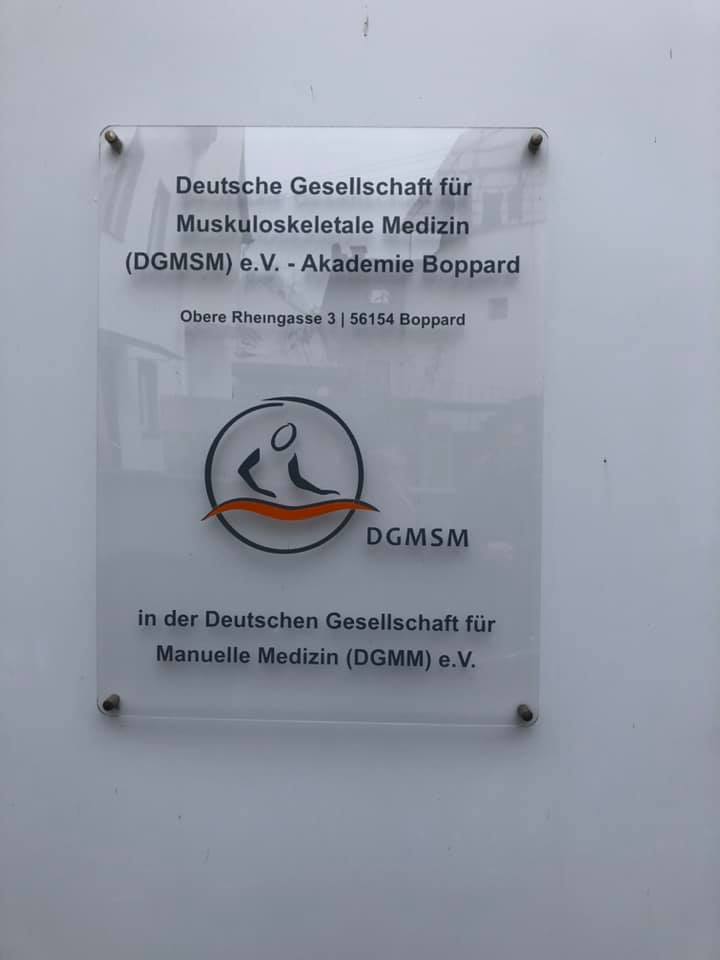 Deutsche Gesellschaft für
Muskuloskeletale Medizin
(DGMSM) e.V. - Akademie Boppard
Obere Rheingasse 3 | 56154 Boppard
DGMSM
in der Deutschen Gesellschaft für
Manuelle Medizin (DGMM) e.V.